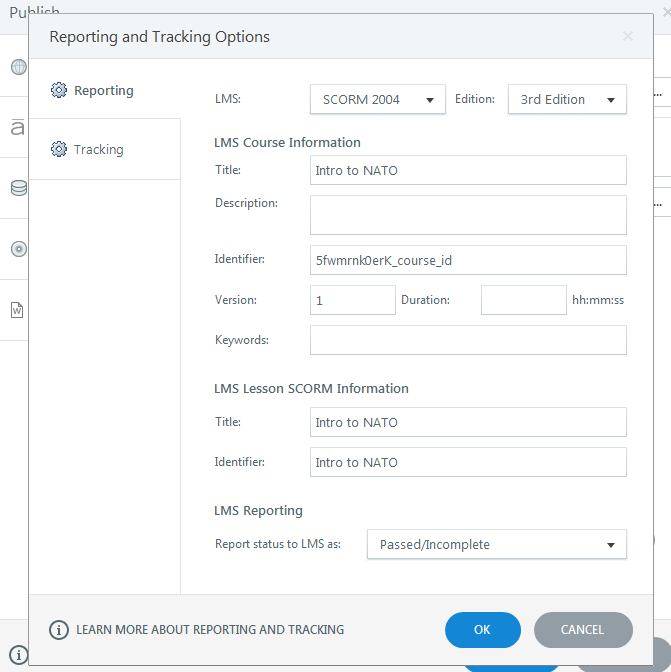 Publish
Reporting and Tracking Options
Reporting
Tracking
LMS: SCORM 2004 Edition: 3rd Edition
LMS Course Information
Title: Intro to NATO
Description:
Identifier: 5fwmrnk0erK_course_id
Version: 1 Duration: hh:mm:ss
Keywords:
LMS Lesson SCORM Information
Title: Intro to NATO
Identifier: Intro to NATO
LMS Reporting
Report status to LMS as: Passed/Incomplete
LEARN MORE ABOUT REPORTING AND TRACKING OK CANCEL